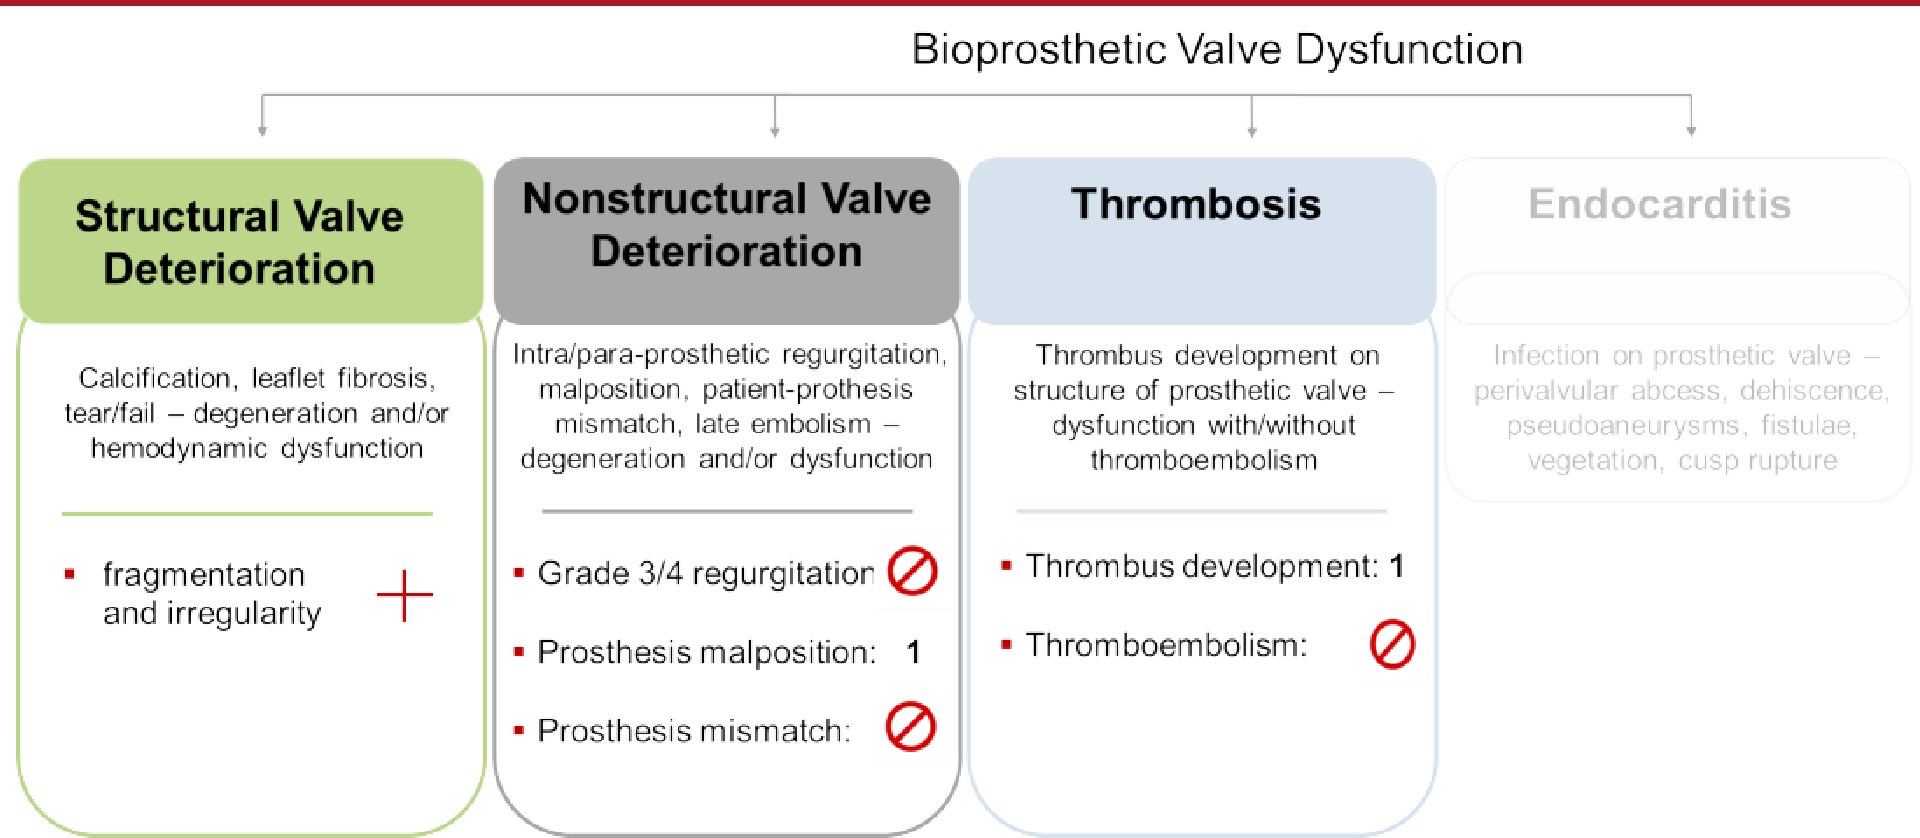 Bioprosthetic Valve Dysfunction
Structural Valve
Deterioration
Calcification, leaflet fibrosis,
tear/fail – degeneration and/or
hemodynamic dysfunction
▪ fragmentation
and irregularity
Nonstructural Valve
Deterioration
Intra/para-prosthetic regurgitation,
malposition, patient-prothesis
mismatch, late embolism –
degeneration and/or dysfunction
▪ Grade 3/4 regurgitation
▪ Prosthesis malposition: 1
▪ Prosthesis mismatch:
Thrombosis
Thrombus development on
structure of prosthetic valve –
dysfunction with/without
thromboembolism
▪ Thrombus development: 1
▪ Thromboembolism:
Endocarditis
Infection on prosthetic valve –
perivalvular abcess, dehiscence,
pseudoaneurysms, fistulae,
vegetation, cusp rupture